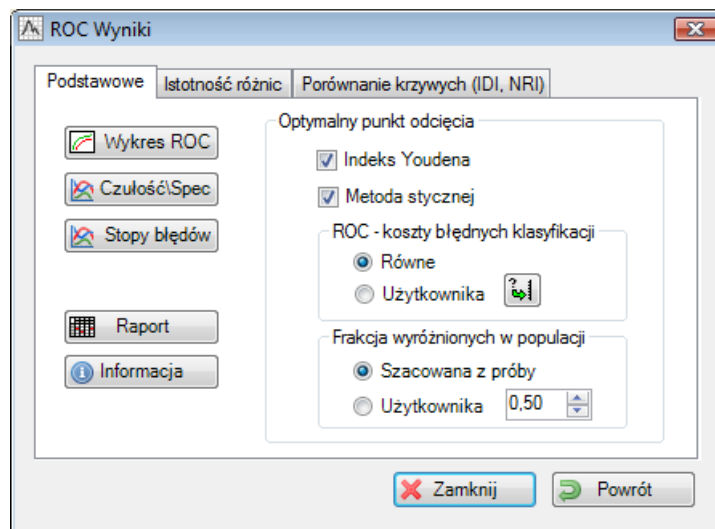 ROC Wyniki
Podstawowe
Istotność różnic
Porównanie krzywych (IDI, NRI)
Wykres ROC
Czułość\Spec
Stopy błędów
Raport
Informacja
Optymalny punkt odcięcia
Indeks Youdena
Metoda stycznej
ROC - koszty błędnych klasyfikacji
Równe
Użytkownika
Frakcja wyróżnionych w populacji
Szacowana z próby
Użytkownika 0,50
Zamknij
Powrót